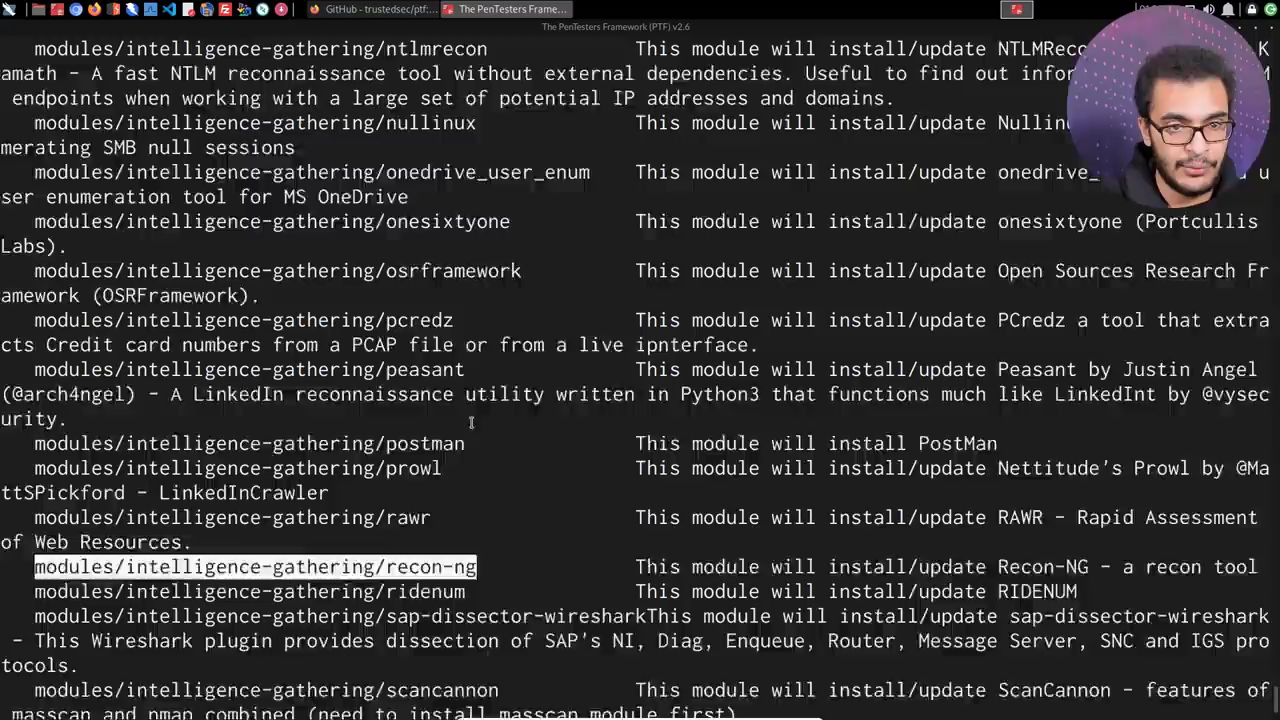 GitHub - trustedsec/ptf:... The PenTesters Frame...
The PenTesters Framework (PTF) v2.6
modules/intelligence-gathering/ntlmrecon This module will install/update NTLMReco K
amath - A fast NTLM reconnaissance tool without external dependencies. Useful to find out infor M
endpoints when working with a large set of potential IP addresses and domains.
modules/intelligence-gathering/nullinux This module will install/update Nullinu
merating SMB null sessions
modules/intelligence-gathering/onedrive_user_enum This module will install/update onedrive_ u
ser enumeration tool for MS OneDrive
modules/intelligence-gathering/onesixtyone This module will install/update onesixtyone (Portcullis
Labs).
modules/intelligence-gathering/osrframework This module will install/update Open Sources Research Fr
amework (OSRFramework).
modules/intelligence-gathering/pcredz This module will install/update PCredz a tool that extra
cts Credit card numbers from a PCAP file or from a live ipnterface.
modules/intelligence-gathering/peasant This module will install/update Peasant by Justin Angel
(@arch4ngel) - A LinkedIn reconnaissance utility written in Python3 that functions much like LinkedInt by @vysec
urity.
modules/intelligence-gathering/postman This module will install PostMan
modules/intelligence-gathering/prowl This module will install/update Nettitude's Prowl by @Ma
ttSPickford - LinkedInCrawler
modules/intelligence-gathering/rawr This module will install/update RAWR - Rapid Assessment
of Web Resources.
modules/intelligence-gathering/recon-ng This module will install/update Recon-NG - a recon tool
modules/intelligence-gathering/ridenum This module will install/update RIDENUM
modules/intelligence-gathering/sap-dissector-wiresharkThis module will install/update sap-dissector-wireshark
- This Wireshark plugin provides dissection of SAP's NI, Diag, Enqueue, Router, Message Server, SNC and IGS pro
tocols.
modules/intelligence-gathering/scancannon This module will install/update ScanCannon - features of
masscan and nmap combined (need to install masscan module first)